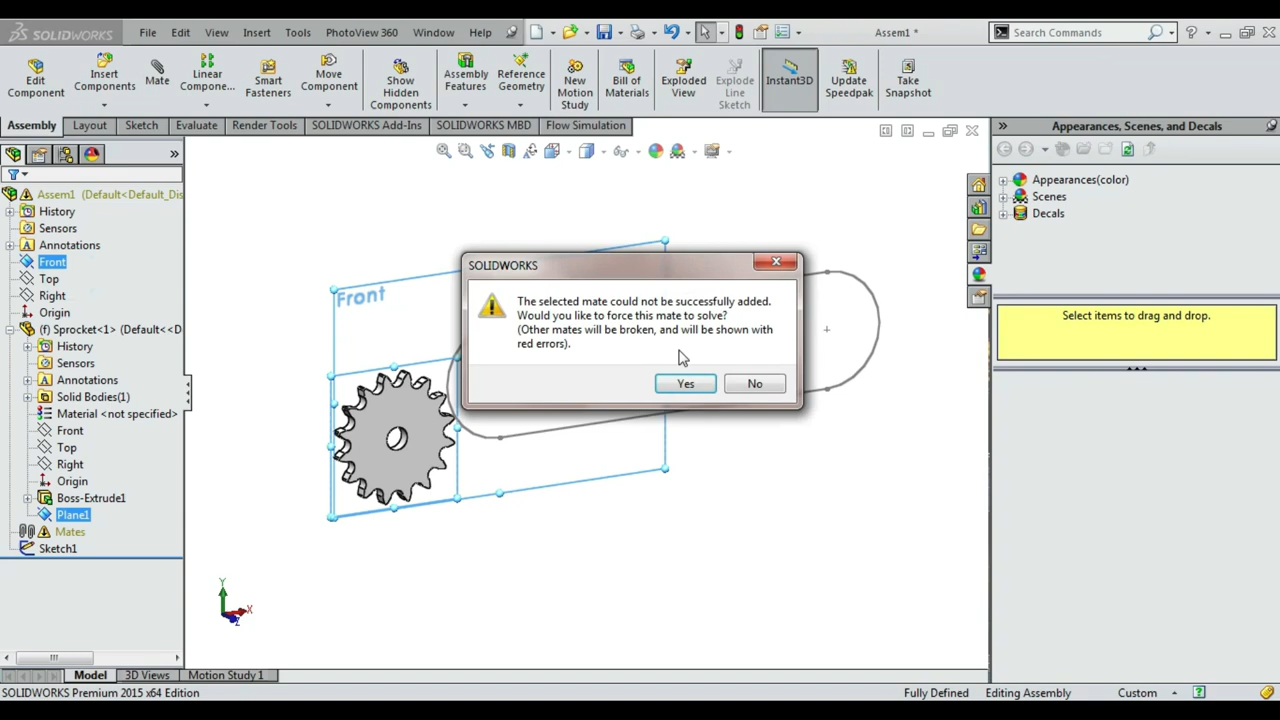 SOLIDWORKS File Edit View Insert Tools PhotoView 360 Window Help Assem1 * Search Commands
Edit Component
Insert Components
Mate
Linear Compone...
Smart Fasteners
Move Component
Show Hidden Components
Assembly Features
Reference Geometry
New Motion Study
Bill of Materials
Exploded View
Explode Line Sketch
Instant3D
Update Speedpak
Take Snapshot
Assembly Layout Sketch Evaluate Render Tools SOLIDWORKS Add-Ins SOLIDWORKS MBD Flow Simulation
Assem1 (Default<Default_Dis
History
Sensors
Annotations
Front
Top
Right
Origin
(f) Sprocket<1> (Default<<D
History
Sensors
Annotations
Solid Bodies(1)
Material <not specified>
Front
Top
Right
Origin
Boss-Extrude1
Plane1
Mates
Sketch1
Front
SOLIDWORKS
The selected mate could not be successfully added.
Would you like to force this mate to solve?
(Other mates will be broken, and will be shown with
red errors).
Yes No
Y
X
Z
Appearances, Scenes, and Decals
Appearances(color)
Scenes
Decals
Select items to drag and drop.
Model 3D Views Motion Study 1
SOLIDWORKS Premium 2015 x64 Edition Fully Defined Editing Assembly Custom